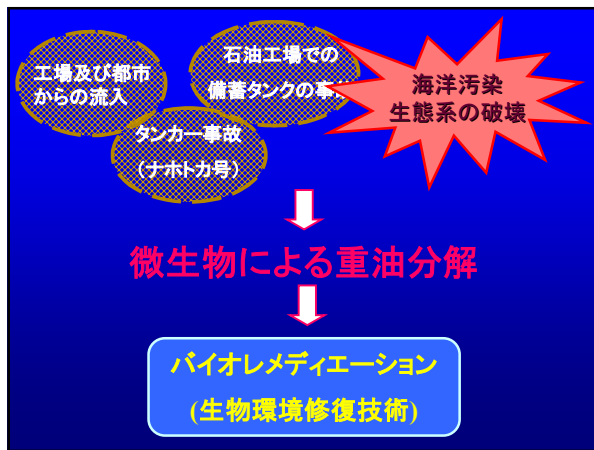 工場及び都市
からの流入
石油工場での
備蓄タンクの事故
タンカー事故
（ナホトカ号）
海洋汚染
生態系の破壊
微生物による重油分解
バイオレメディエーション
(生物環境修復技術)